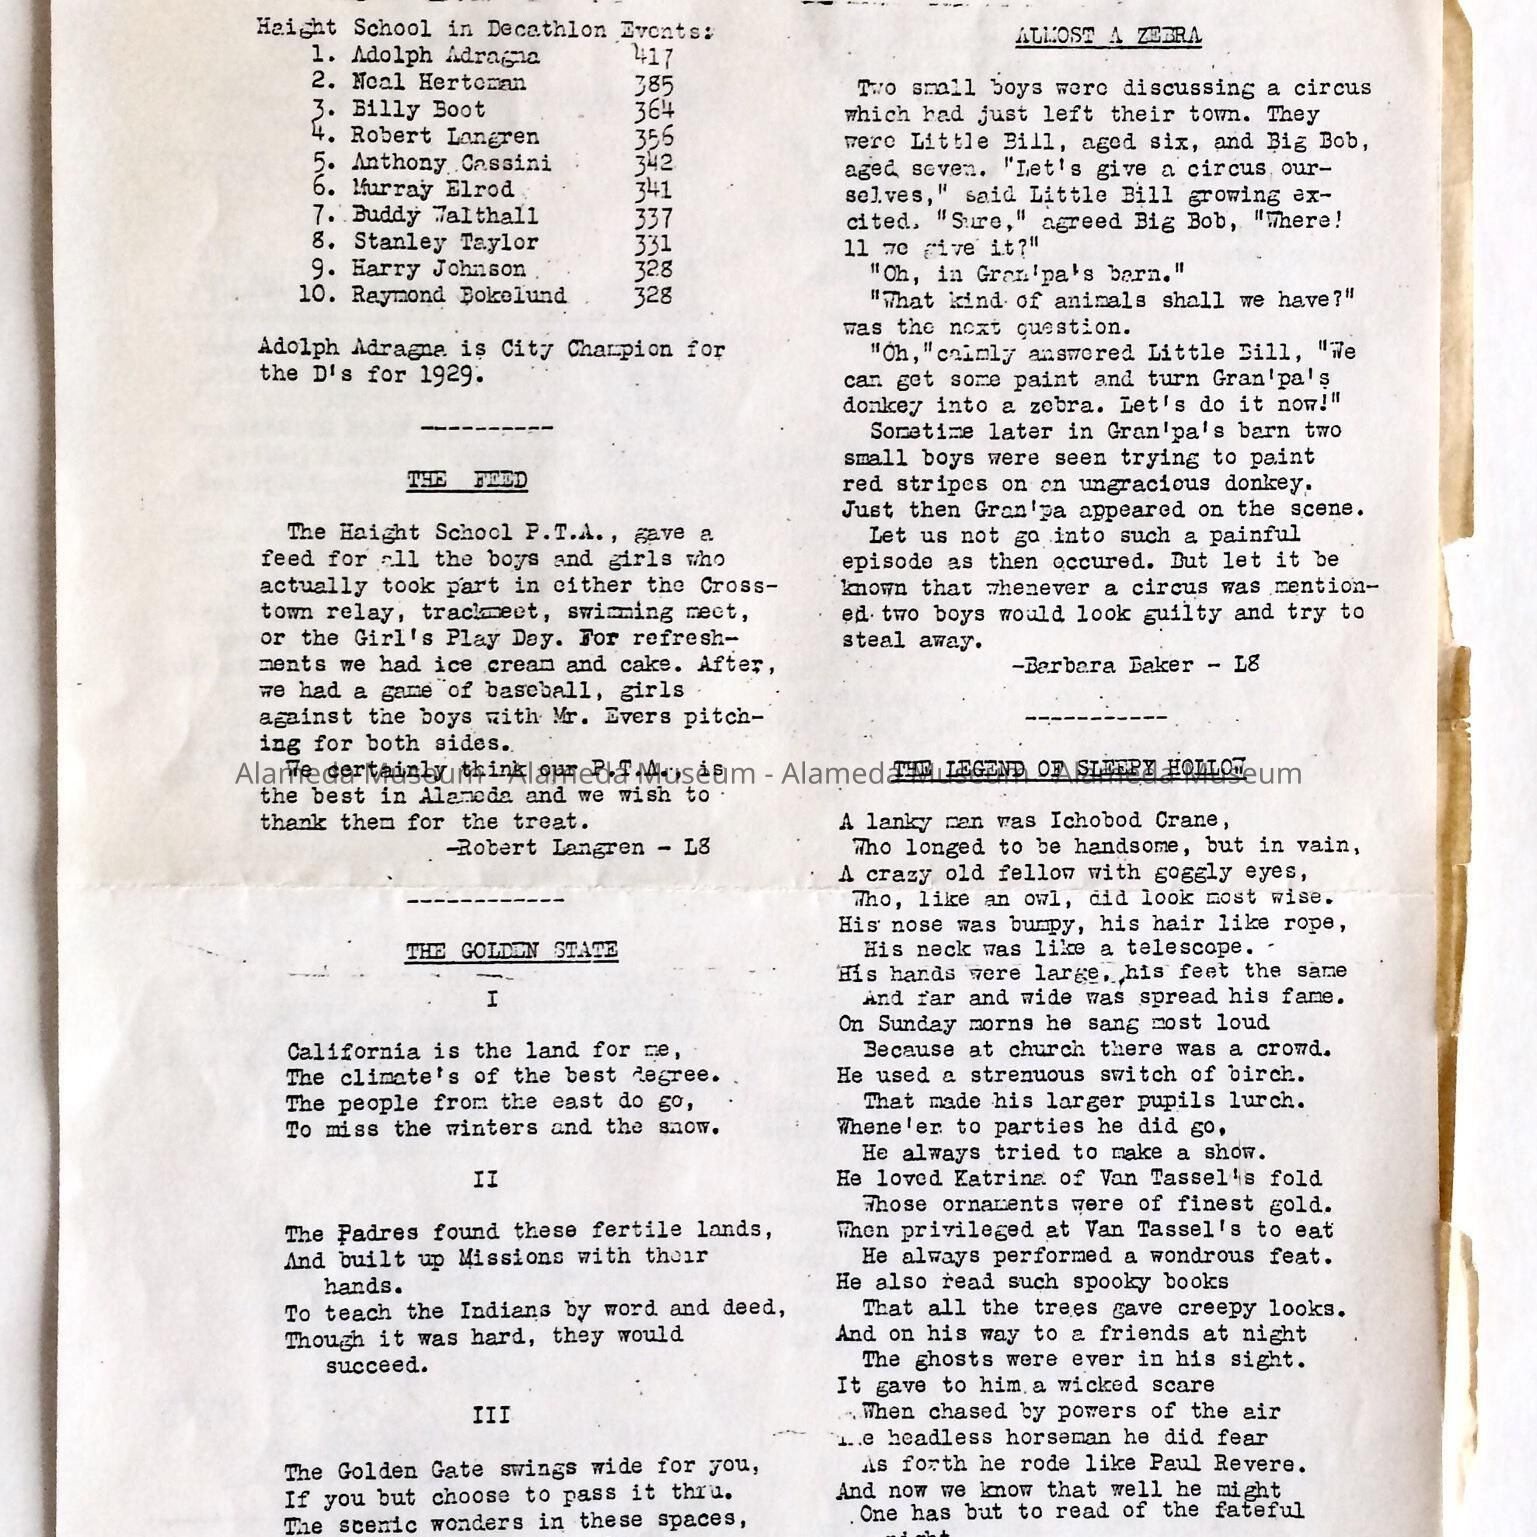 Haight School in Decathlon Events:
1. Adolph Adragna 417
2. Neal Herteman 385
3. Billy Boot 364
4. Robert Langren 356
5. Anthony Cassini 342
6. Murray Elrod 341
7. Buddy Walthall 337
8. Stanley Taylor 331
9. Harry Johnson 328
10. Raymond Bokelund 328
Adolph Adragna is City Champion for
the D's for 1929.
-----------
THE FEED
The Haight School P.T.A., gave a
feed for all the boys and girls who
actually took part in either the Cross-
town relay, trackmeet, swimming meet,
or the Girl's Play Day. For refresh-
ments we had ice cream and cake. After,
we had a game of baseball, girls
against the boys with Mr. Evers pitch-
ing for both sides.
We certainly think our P.T.A., is
the best in Alameda and we wish to
thank them for the treat.
-Robert Langren - L8
------------
THE GOLDEN STATE
I
California is the land for me,
The climate's of the best degree.
The people from the east do go,
To miss the winters and the snow.
II
The Padres found these fertile lands,
And built up Missions with their
hands.
To teach the Indians by word and deed,
Though it was hard, they would
succeed.
III
The Golden Gate swings wide for you,
If you but choose to pass it thru.
The scenic wonders in these spaces,
ALMOST A ZEBRA
Two small boys were discussing a circus
which had just left their town. They
were Little Bill, aged six, and Big Bob,
aged seven. "Let's give a circus our-
selves," said Little Bill growing ex-
cited. "Sure," agreed Big Bob, "Where!
ll we give it?"
"Oh, in Gran'pa's barn."
"What kind of animals shall we have?"
was the next question.
"Oh,"calmly answered Little Bill, "We
can get some paint and turn Gran'pa's
donkey into a zebra. Let's do it now!"
Sometime later in Gran'pa's barn two
small boys were seen trying to paint
red stripes on an ungracious donkey.
Just then Gran'pa appeared on the scene.
Let us not go into such a painful
episode as then occured. But let it be
known that whenever a circus was mention-
ed two boys would look guilty and try to
steal away.
-Barbara Baker - L8
-----------
THE LEGEND OF SLEEPY HOLLOW
A lanky man was Ichobod Crane,
Who longed to be handsome, but in vain,
A crazy old fellow with goggly eyes,
Who, like an owl, did look most wise.
His nose was bumpy, his hair like rope,
His neck was like a telescope.
His hands were large, his feet the same
And far and wide was spread his fame.
On Sunday morns he sang most loud
Because at church there was a crowd.
He used a strenuous switch of birch.
That made his larger pupils lurch.
Whene'er to parties he did go,
He always tried to make a show.
He loved Katrina of Van Tassel's fold
Whose ornaments were of finest gold.
When privileged at Van Tassel's to eat
He always performed a wondrous feat.
He also read such spooky books
That all the trees gave creepy looks.
And on his way to a friends at night
The ghosts were ever in his sight.
It gave to him a wicked scare
When chased by powers of the air
The headless horseman he did fear
As forth he rode like Paul Revere.
And now we know that well he might
One has but to read of the fateful
Alameda Museum - Alameda Museum - Alameda Museum - Alameda Museum